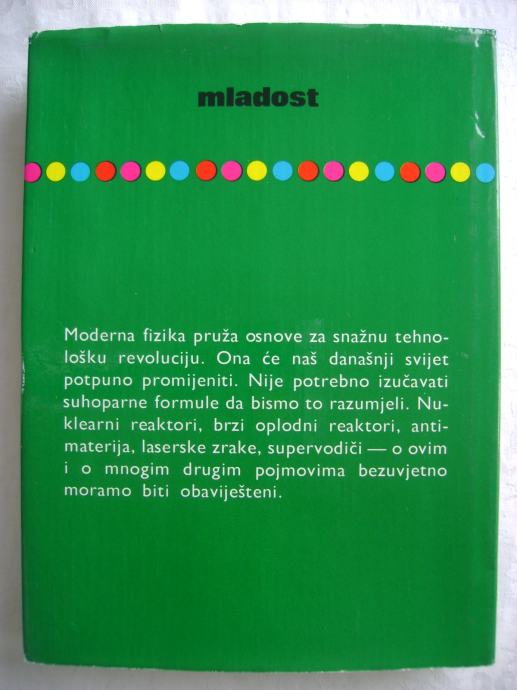 mladost
Moderna fizika pruža osnove za snažnu tehno-
lošku revoluciju. Ona će naš današnji svijet
potpuno promijeniti. Nije potrebno izučavati
suhoparne formule da bismo to razumjeli. Nu-
klearni reaktori, brzi oplodni reaktori, anti-
materija, laserske zrake, supervodiči — o ovim
i o mnogim drugim pojmovima bezuvjetno
moramo biti obaviješteni.